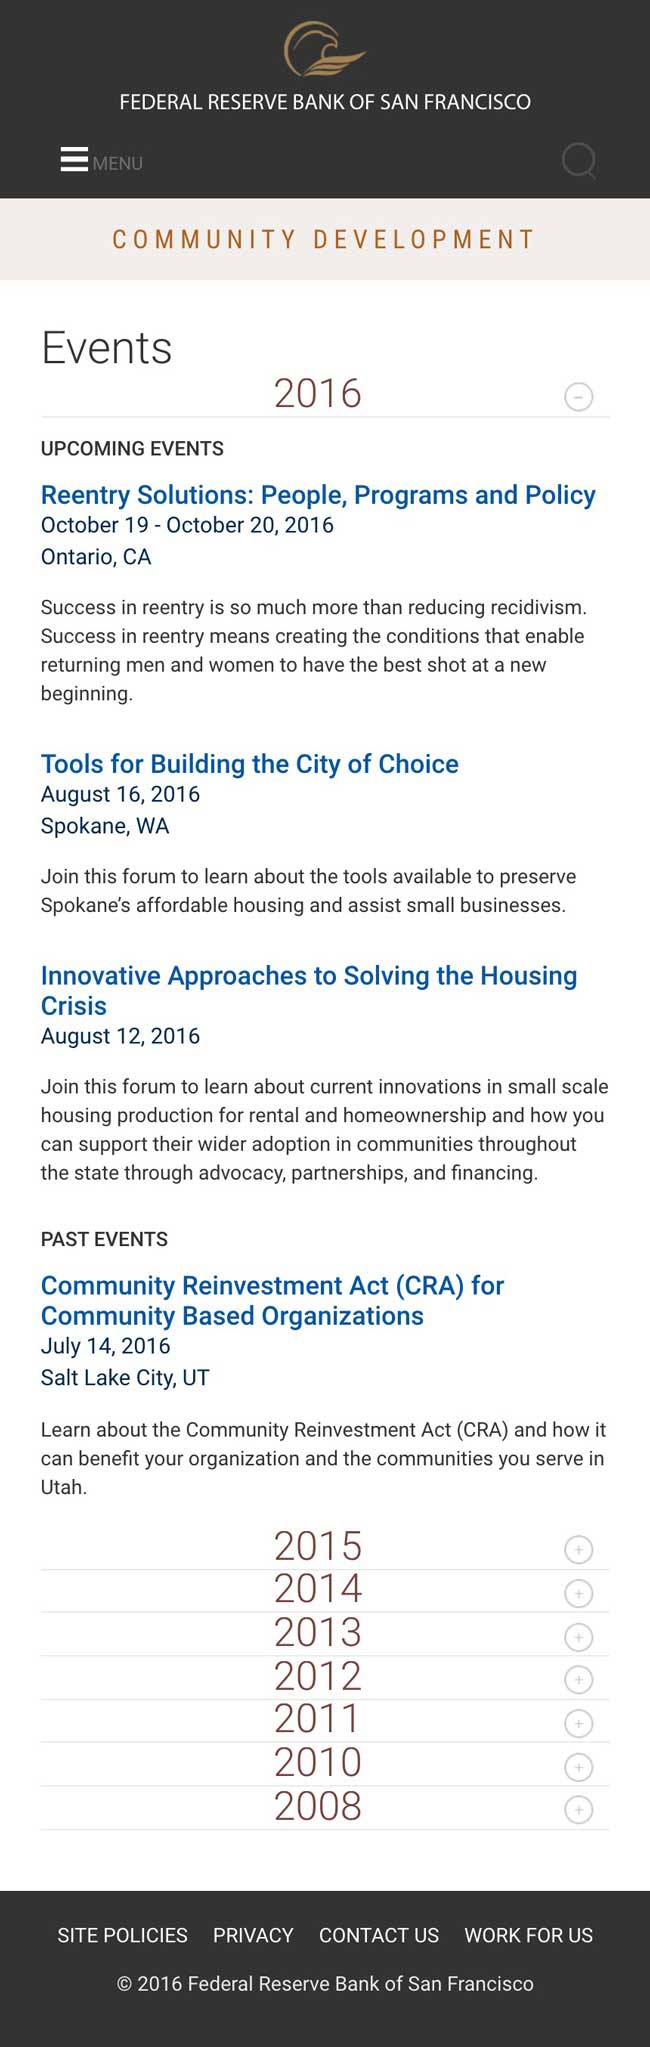 FEDERAL RESERVE BANK OF SAN FRANCISCO
MENU
COMMUNITY DEVELOPMENT
Events
2016
UPCOMING EVENTS
Reentry Solutions: People, Programs and Policy
October 19 - October 20, 2016
Ontario, CA
Success in reentry is so much more than reducing recidivism.
Success in reentry means creating the conditions that enable
returning men and women to have the best shot at a new
beginning.
Tools for Building the City of Choice
August 16, 2016
Spokane, WA
Join this forum to learn about the tools available to preserve
Spokane’s affordable housing and assist small businesses.
Innovative Approaches to Solving the Housing
Crisis
August 12, 2016
Join this forum to learn about current innovations in small scale
housing production for rental and homeownership and how you
can support their wider adoption in communities throughout
the state through advocacy, partnerships, and financing.
PAST EVENTS
Community Reinvestment Act (CRA) for
Community Based Organizations
July 14, 2016
Salt Lake City, UT
Learn about the Community Reinvestment Act (CRA) and how it
can benefit your organization and the communities you serve in
Utah.
2015
2014
2013
2012
2011
2010
2008
SITE POLICIES PRIVACY CONTACT US WORK FOR US
© 2016 Federal Reserve Bank of San Francisco